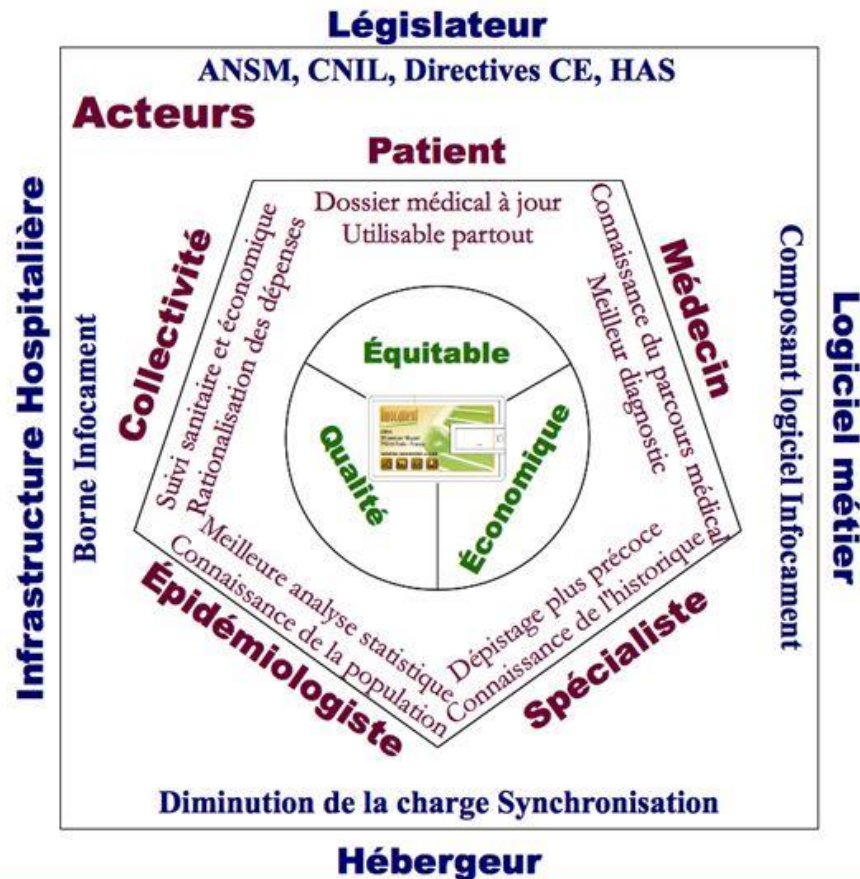 Législateur
ANSM, CNIL, Directives CE, HAS
Acteurs
Patient
Dossier médical à jour
Utilisable partout
Collectivité
Suivi sanitaire et économique
Rationalisation des dépenses
Médecin
Connaissance du parcours médical
Meilleur diagnostic
Infrastructure Hospitalière
Borne Infocament
Logiciel métier
Composant logiciel Infocament
Équitable
Qualité
Économique
Épidémiologiste
Meilleure analyse statistique
Connaissance de la population
Spécialiste
Dépistage plus précoce
Connaissance de l'historique
Diminution de la charge Synchronisation
Hébergeur